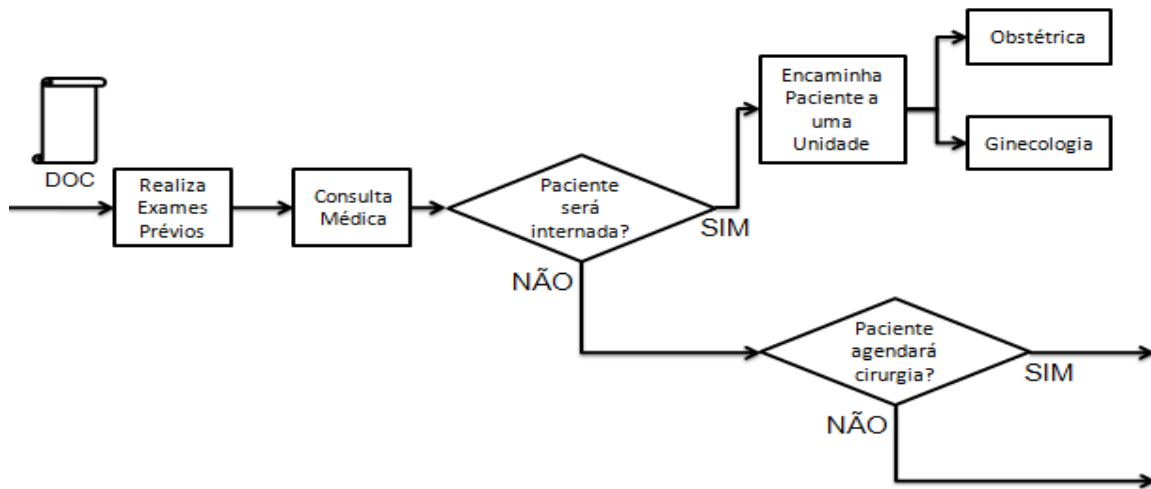 DOC
Realiza
Exames
Prévios
Consulta
Médica
Paciente
será
internada?
SIM
NÃO
Encaminha
Paciente a
uma
Unidade
Obstétrica
Ginecologia
Paciente
agendará
cirurgia?
SIM
NÃO